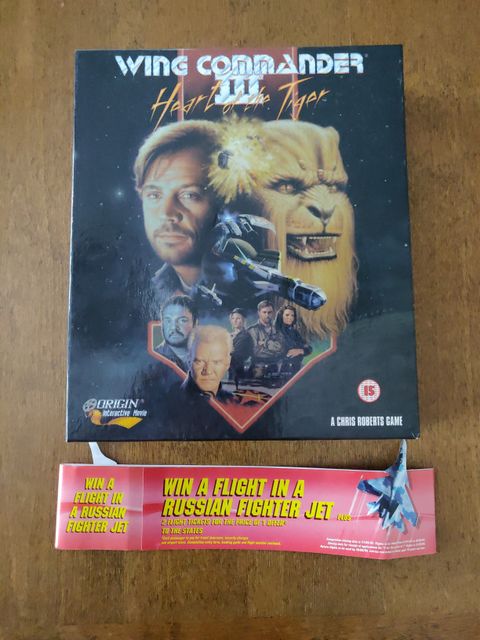 WING COMMANDER®
III
Heart of the Tiger
ORIGIN®
Interactive Movie
15
A CHRIS ROBERTS GAME
WIN A
FLIGHT IN
A RUSSIAN
FIGHTER JET
WIN A FLIGHT IN A
RUSSIAN FIGHTER JET PLUS
2 FLIGHT TICKETS FOR THE PRICE OF 1 OFFER
TO THE STATES